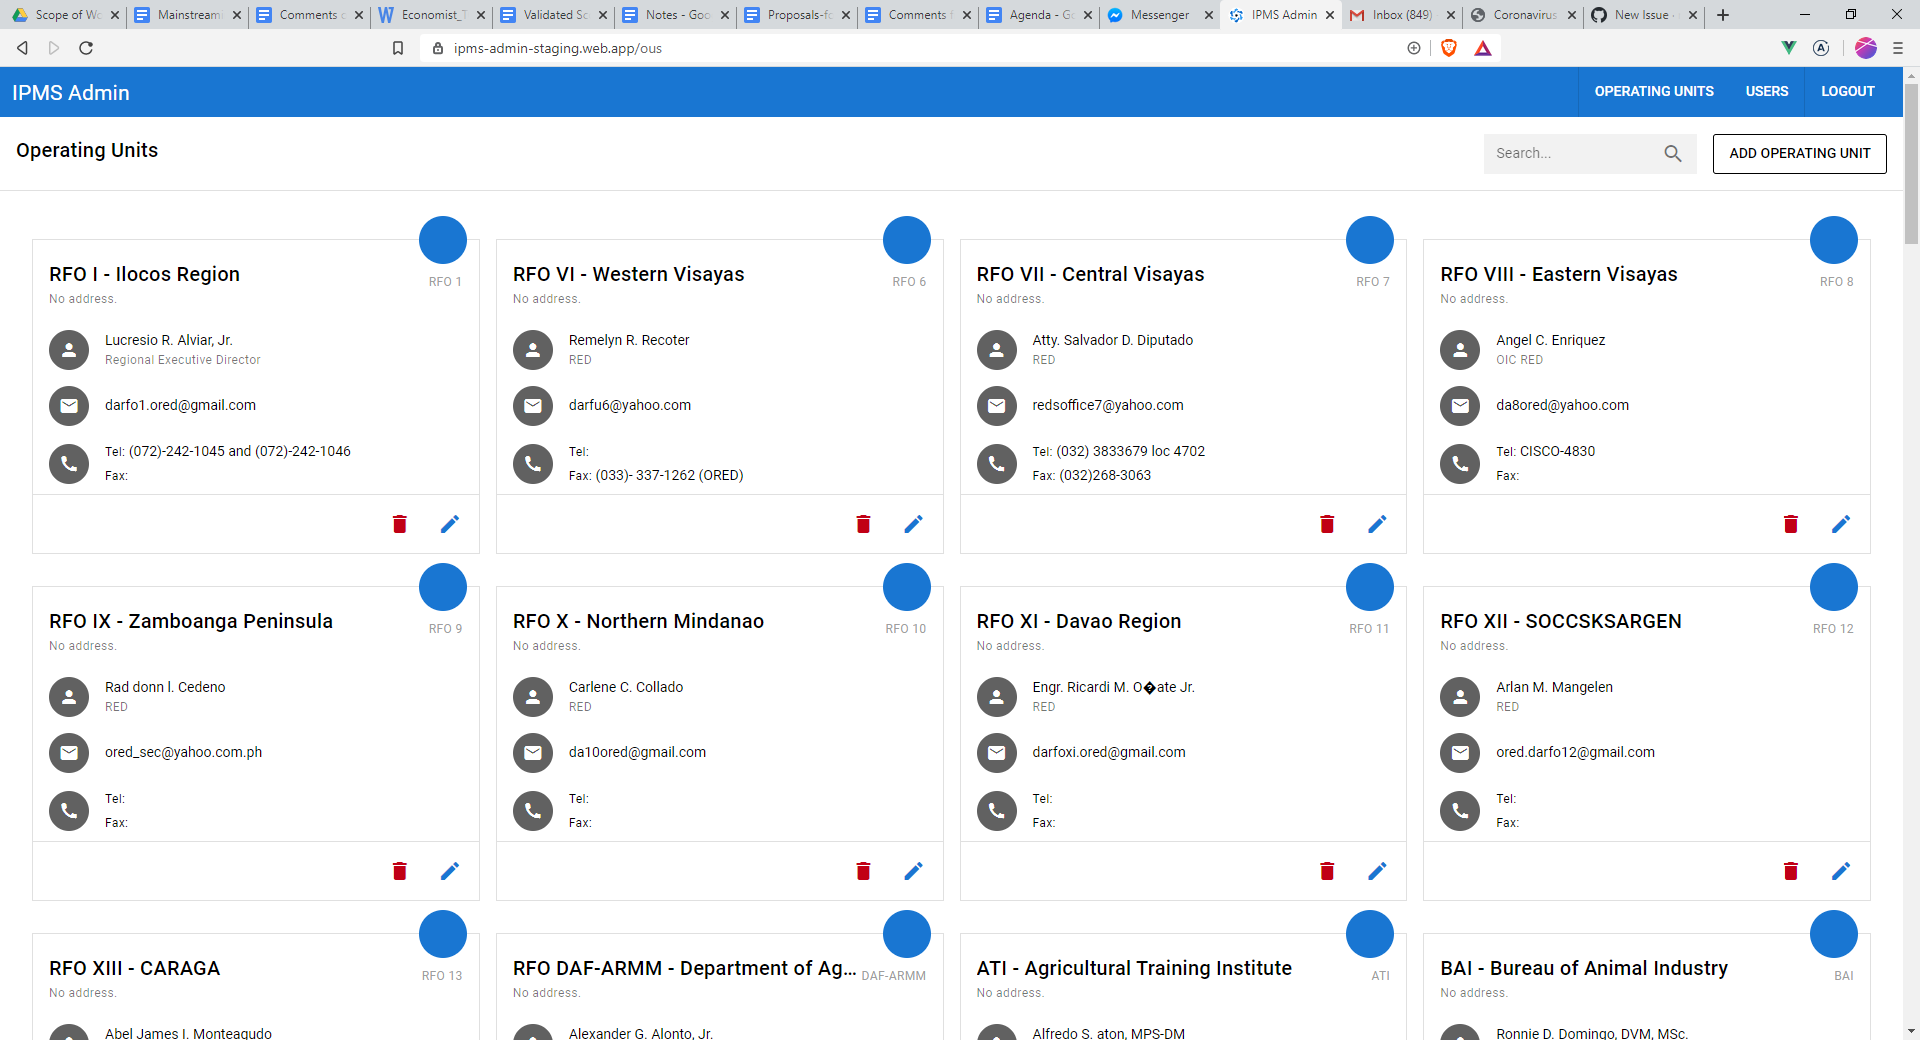 Scope of Wo
Mainstream
Comments o
Economist_T
Validated Sc
Notes - Goo
Proposals-fo
Comments f
Agenda - Go
Messenger
IPMS Admin
Inbox (849)
Coronavirus
New Issue -
ipms-admin-staging.web.app/ous
IPMS Admin
OPERATING UNITS
USERS
LOGOUT
Operating Units
Search...
ADD OPERATING UNIT
RFO I - Ilocos Region
RFO 1
No address.
Lucresio R. Alviar, Jr.
Regional Executive Director
darfo1.ored@gmail.com
Tel: (072)-242-1045 and (072)-242-1046
Fax:
RFO VI - Western Visayas
RFO 6
No address.
Remelyn R. Recoter
RED
darfu6@yahoo.com
Tel:
Fax: (033)- 337-1262 (ORED)
RFO VII - Central Visayas
RFO 7
No address.
Atty. Salvador D. Diputado
RED
redsoffice7@yahoo.com
Tel: (032) 3833679 loc 4702
Fax: (032)268-3063
RFO VIII - Eastern Visayas
RFO 8
No address.
Angel C. Enriquez
OIC RED
da8ored@yahoo.com
Tel: CISCO-4830
Fax:
RFO IX - Zamboanga Peninsula
RFO 9
No address.
Rad donn l. Cedeno
RED
ored_sec@yahoo.com.ph
Tel:
Fax:
RFO X - Northern Mindanao
RFO 10
No address.
Carlene C. Collado
RED
da10ored@gmail.com
Tel:
Fax:
RFO XI - Davao Region
RFO 11
No address.
Engr. Ricardi M. O�ate Jr.
RED
darfoxi.ored@gmail.com
Tel:
Fax:
RFO XII - SOCCSKSARGEN
RFO 12
No address.
Arlan M. Mangelen
RED
ored.darfo12@gmail.com
Tel:
Fax:
RFO XIII - CARAGA
RFO 13
No address.
Abel James I. Monteagudo
RFO DAF-ARMM - Department of Ag...
DAF-ARMM
No address.
Alexander G. Alonto, Jr.
ATI - Agricultural Training Institute
ATI
No address.
Alfredo S. aton, MPS-DM
BAI - Bureau of Animal Industry
BAI
No address.
Ronnie D. Domingo, DVM, MSc.